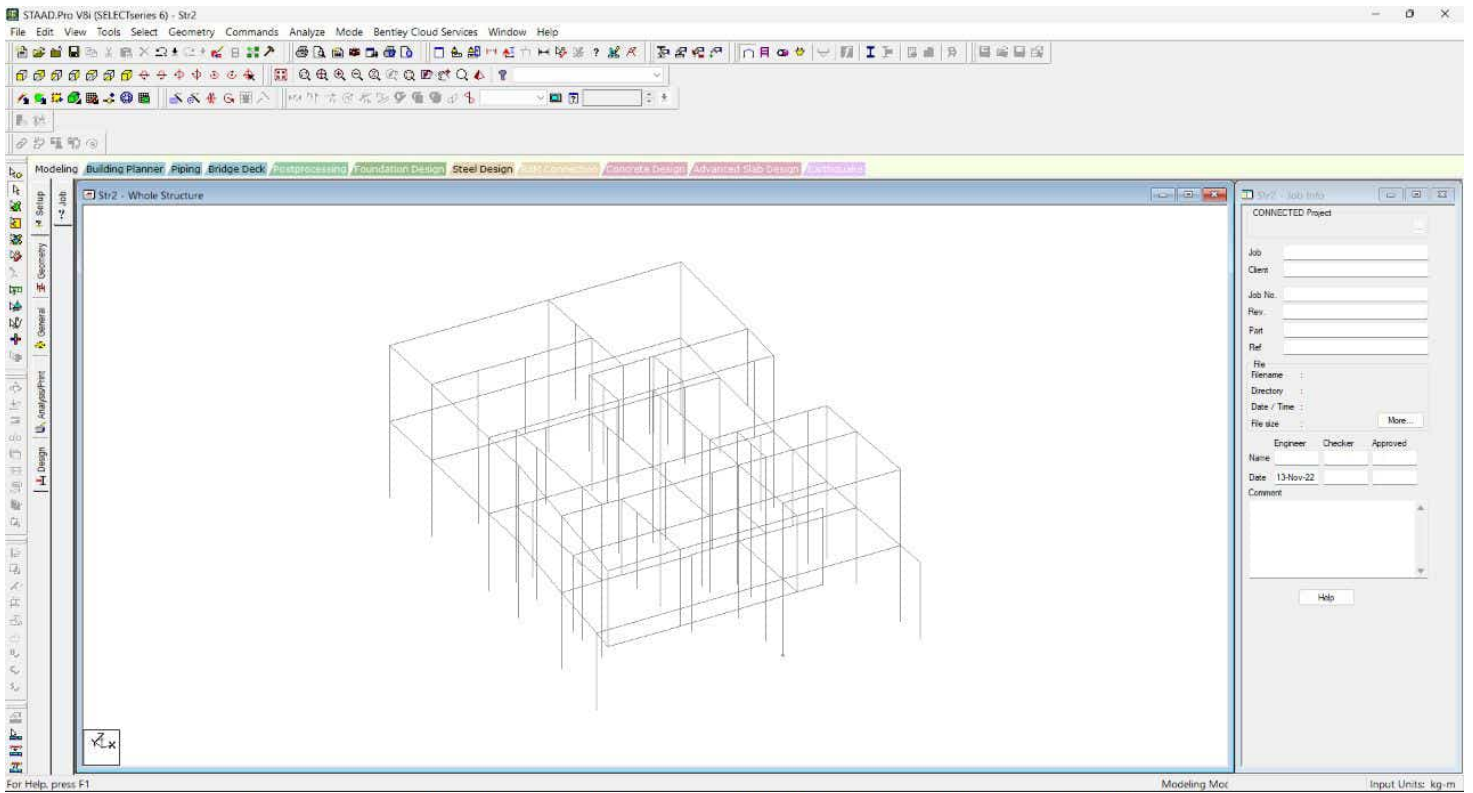 STAAD.Pro V8i (SELECTseries 6) - Str2
File Edit View Tools Select Geometry Commands Analyze Mode Bentley Cloud Services Window Help
Modeling Building Planner Piping Bridge Deck Postprocessing Foundation Design Steel Design Concrete Design Advanced Slab Design Earthquake
Setup
Geometry
General
Analysis/Print
Design
Job
Str2 - Whole Structure
Str2 - Job Info
CONNECTED Project
Job
Client
Job No.
Rev.
Part
Ref
File
Filename :
Directory :
Date / Time :
File size :
More...
Engineer Checker Approved
Name
Date 13-Nov-22
Comment
Help
Y Z X
For Help, press F1
Modeling Moc
Input Units: kg-m